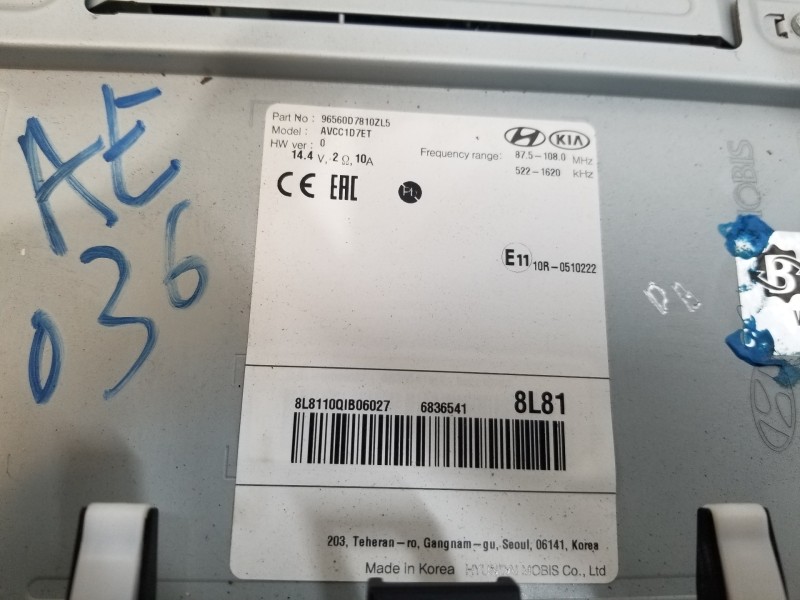 AE
036
Part No : 96560D7810ZL5
Model : AVCC1D7ET
HW ver : 0
14.4 V, 2 Ω, 10A
HYUNDAI KIA
Frequency range: 87.5-108.0 MHz
522-1620 kHz
CE EAC
E11 10R-0510222
8L8110QIB06027 6836541 8L81
203, Teheran-ro, Gangnam-gu, Seoul, 06141, Korea
Made In Korea HYUNDAI MOBIS Co., Ltd
MOBIS
B